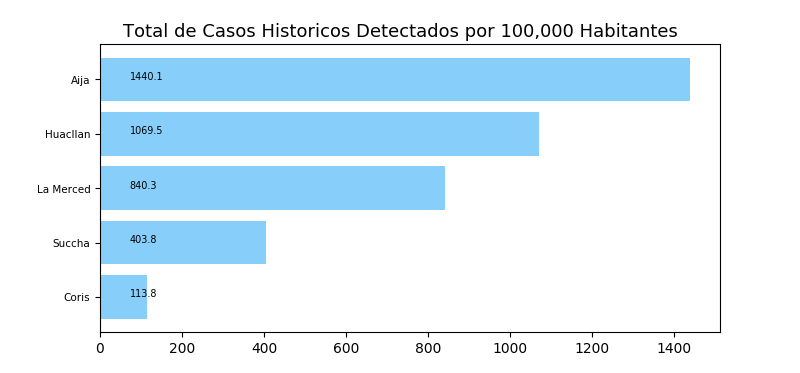 Total de Casos Historicos Detectados por 100,000 Habitantes
Aija 1440.1
Huacllan 1069.5
La Merced 840.3
Succha 403.8
Coris 113.8
0 200 400 600 800 1000 1200 1400